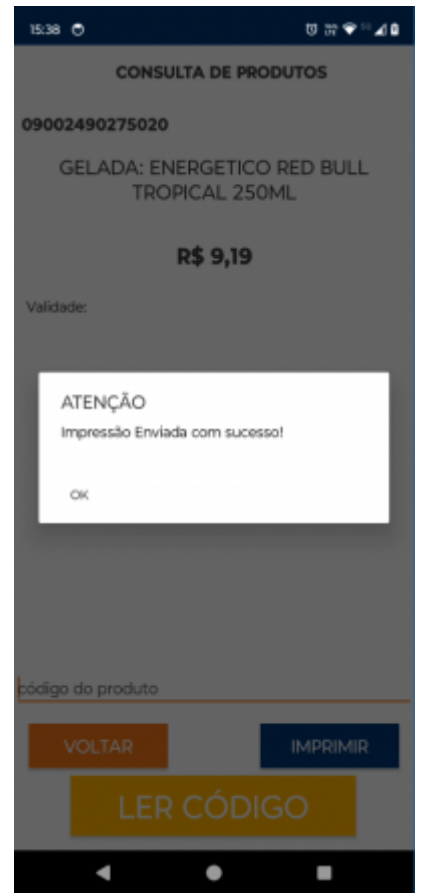 15:38
CONSULTA DE PRODUTOS
09002490275020
GELADA: ENERGETICO RED BULL
TROPICAL 250ML
R$ 9,19
Validade:
ATENÇÃO
Impressão Enviada com sucesso!
OK
código do produto
VOLTAR
IMPRIMIR
LER CÓDIGO